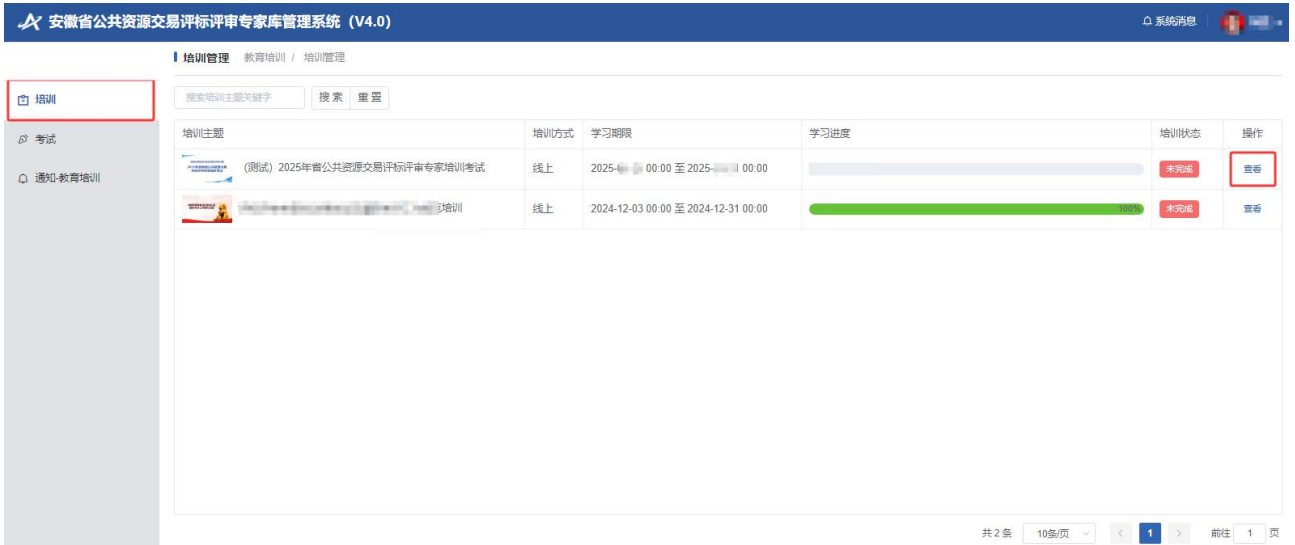 安徽省公共资源交易评标评审专家库管理系统（V4.0）
系统消息
培训管理 教育培训 / 培训管理
培训
考试
通知-教育培训
搜索培训主题关键字 搜 索 重 置
培训主题 培训方式 学习期限 学习进度 培训状态 操作
（测试）2025年省公共资源交易评标评审专家培训考试 线上 2025- 00:00 至 2025- 00:00 未完成 查看
培训 线上 2024-12-03 00:00 至 2024-12-31 00:00 100% 未完成 查看
共 2 条 10条/页 < 1 > 前往 1 页